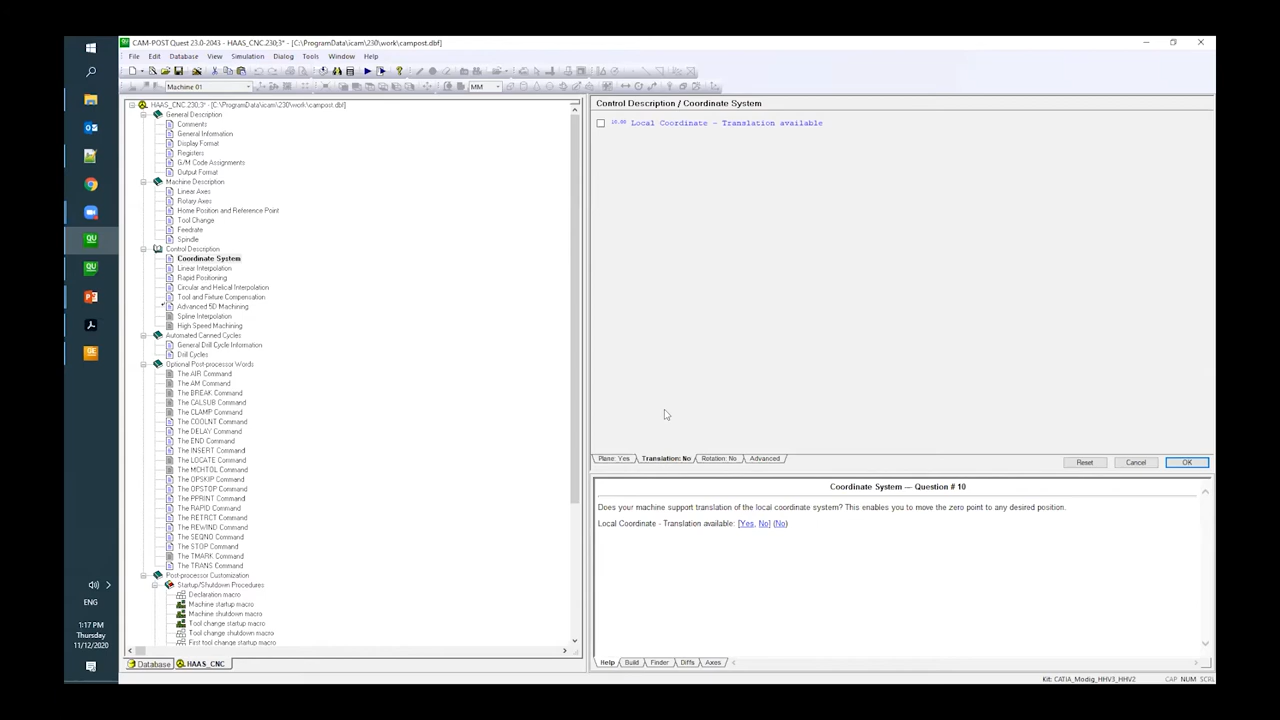 CAM-POST Quest 23.0-2043 - HAAS_CNC.230;3* - [C:\ProgramData\icam\230\work\campost.dbf]
File Edit Database View Simulation Dialog Tools Window Help
Machine 01
MM
HAAS_CNC 230;3* - [C:\ProgramData\icam\230\work\campost.dbf]
General Description
Comments
General Information
Display Format
Registers
G/M Code Assignments
Output Format
Machine Description
Linear Axes
Rotary Axes
Home Position and Reference Point
Tool Change
Feedrate
Spindle
Control Description
Coordinate System
Linear Interpolation
Rapid Positioning
Circular and Helical Interpolation
Tool and Fixture Compensation
Advanced 5D Machining
Spline Interpolation
High Speed Machining
Automated Canned Cycles
General Drill Cycle Information
Drill Cycles
Optional Post-processor Words
The AIR Command
The AM Command
The BREAK Command
The CALSUB Command
The CLAMP Command
The COOLNT Command
The DELAY Command
The END Command
The INSERT Command
The LOCATE Command
The MCHTOL Command
The OPSKIP Command
The OPSTOP Command
The PPRINT Command
The RAPID Command
The RETRCT Command
The REWIND Command
The SEQNO Command
The STOP Command
The TMARK Command
The TRANS Command
Post-processor Customization
Startup/Shutdown Procedures
Declaration macro
Machine startup macro
Machine shutdown macro
Tool change startup macro
Tool change shutdown macro
First tool change startup macro
Database HAAS_CNC
Control Description / Coordinate System
10.00 Local Coordinate - Translation available
Plane: Yes Translation: No Rotation: No Advanced
Reset Cancel OK
Coordinate System — Question # 10
Does your machine support translation of the local coordinate system? This enables you to move the zero point to any desired position.
Local Coordinate - Translation available: [Yes, No] (No)
Help Build Finder Diffs Axes
Kit: CATIA_Modig_HHV3_HHV2 CAP NUM SCRL
ENG
1:17 PM
Thursday
11/12/2020